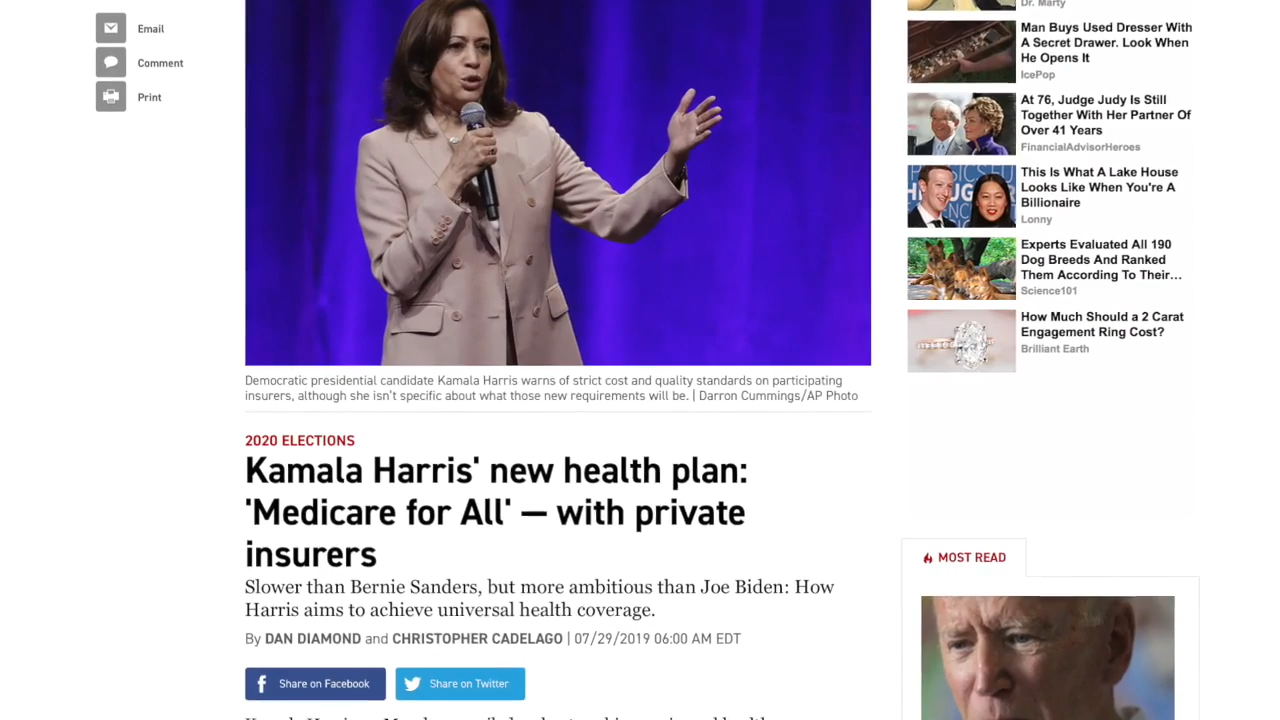 Email
Comment
Print
Democratic presidential candidate Kamala Harris warns of strict cost and quality standards on participating
insurers, although she isn't specific about what those new requirements will be. | Darron Cummings/AP Photo
2020 ELECTIONS
Kamala Harris' new health plan:
'Medicare for All' — with private
insurers
Slower than Bernie Sanders, but more ambitious than Joe Biden: How
Harris aims to achieve universal health coverage.
By DAN DIAMOND and CHRISTOPHER CADELAGO | 07/29/2019 06:00 AM EDT
Share on Facebook
Share on Twitter
Dr. Marty
Man Buys Used Dresser With
A Secret Drawer. Look When
He Opens It
IcePop
At 76, Judge Judy Is Still
Together With Her Partner Of
Over 41 Years
FinancialAdvisorHeroes
This Is What A Lake House
Looks Like When You're A
Billionaire
Lonny
Experts Evaluated All 190
Dog Breeds And Ranked
Them According To Their…
Science101
How Much Should a 2 Carat
Engagement Ring Cost?
Brilliant Earth
MOST READ